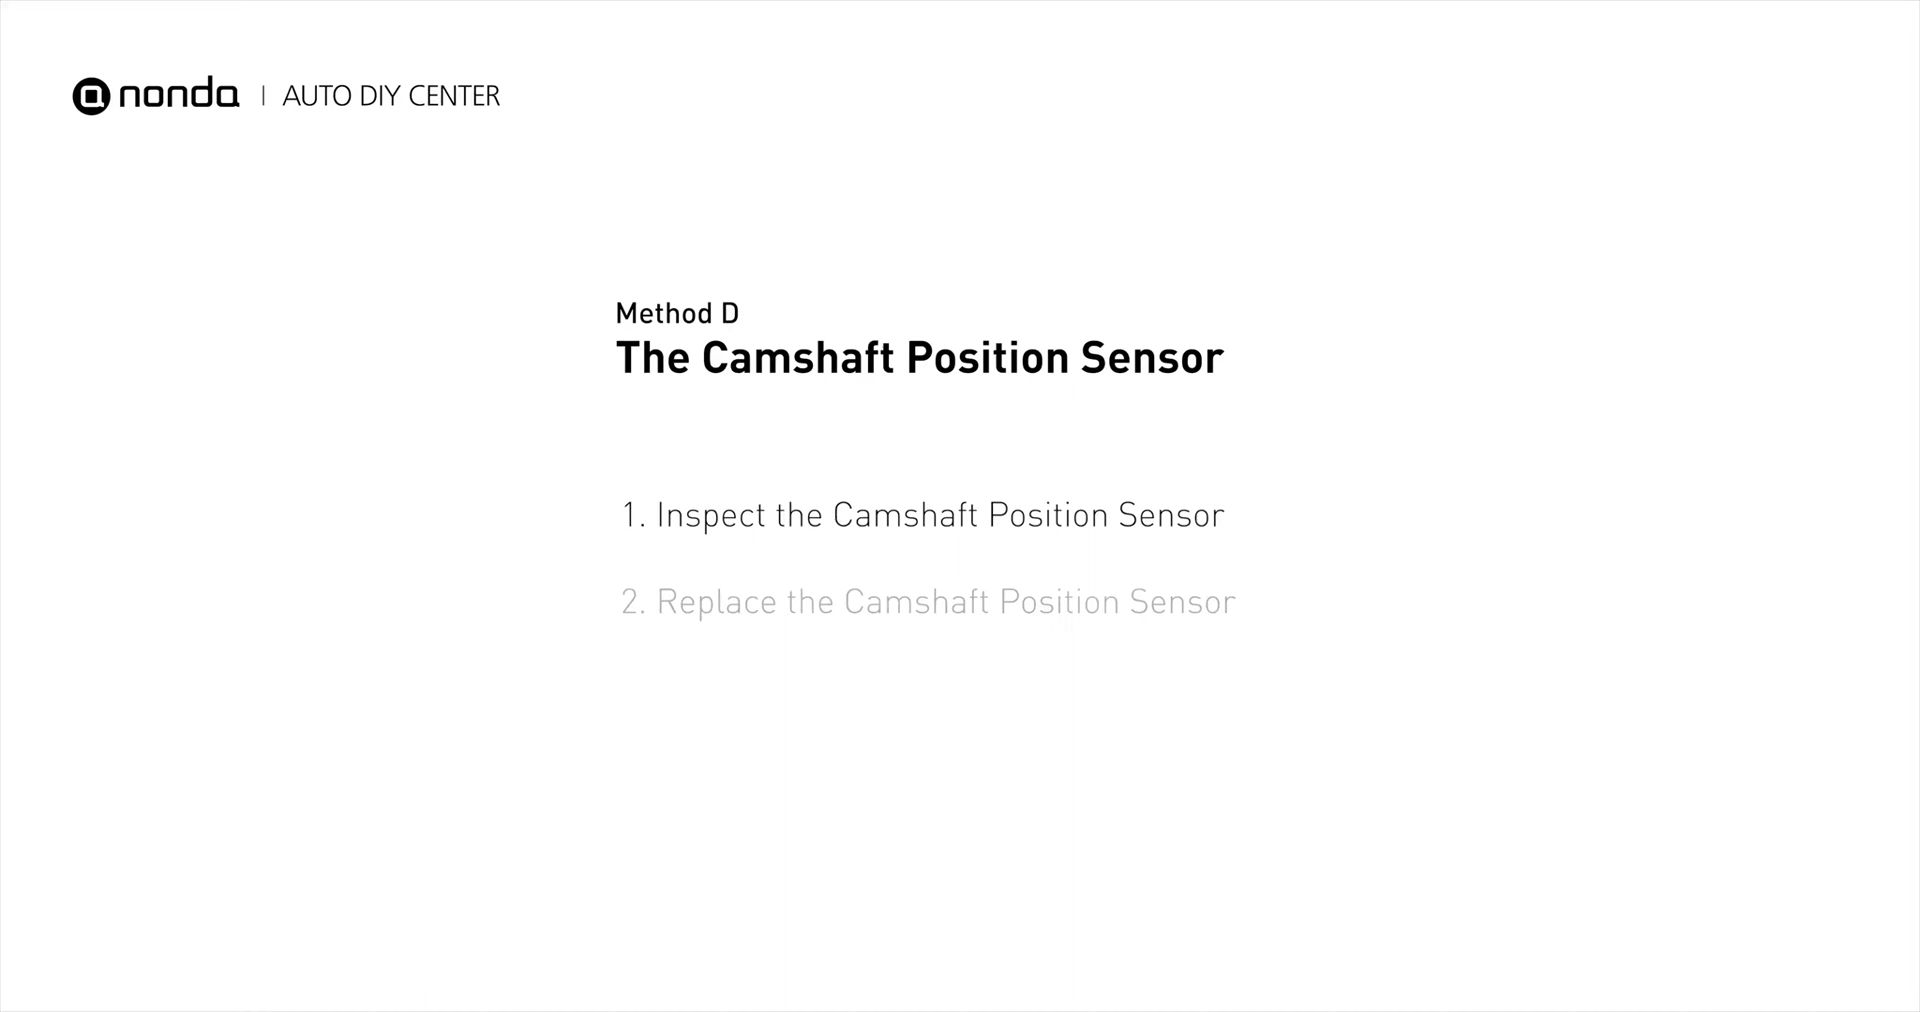 nonda | AUTO DIY CENTER
Method D
The Camshaft Position Sensor
1. Inspect the Camshaft Position Sensor
2. Replace the Camshaft Position Sensor